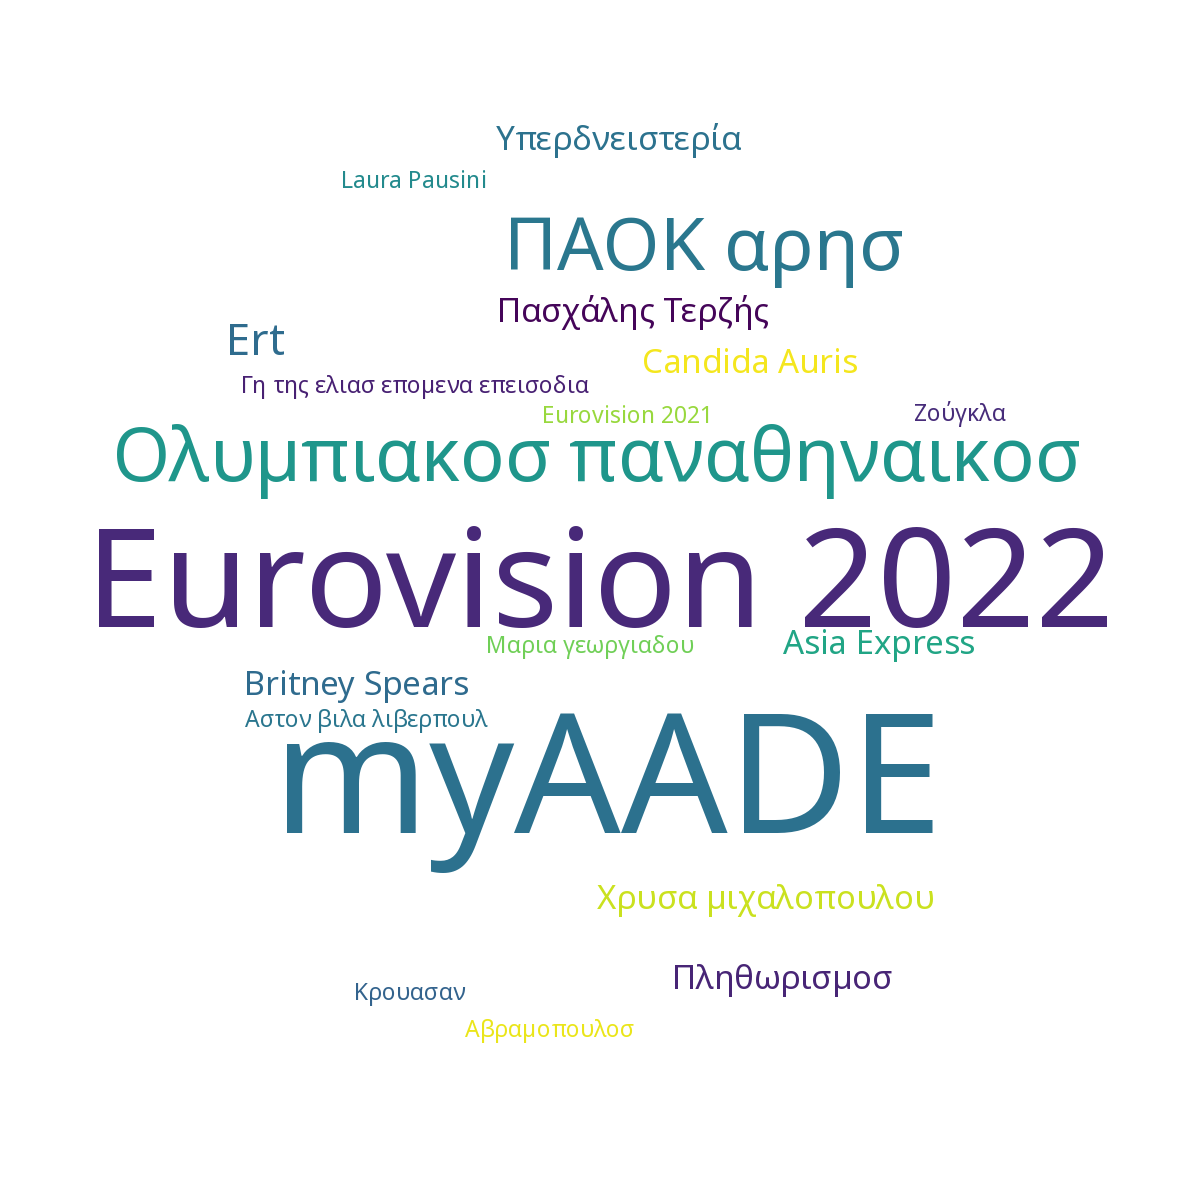 Υπερδνειστερία
Laura Pausini
ΠΑΟΚ αρησ
Πασχάλης Τερζής
Ert
Candida Auris
Γη της ελιασ επομενα επεισοδια
Eurovision 2021
Ζούγκλα
Ολυμπιακοσ παναθηναικοσ
Eurovision 2022
Μαρια γεωργιαδου
Asia Express
Britney Spears
Αστον βιλα λιβερπουλ
myAADE
Χρυσα μιχαλοπουλου
Πληθωρισμοσ
Κρουασαν
Αβραμοπουλοσ